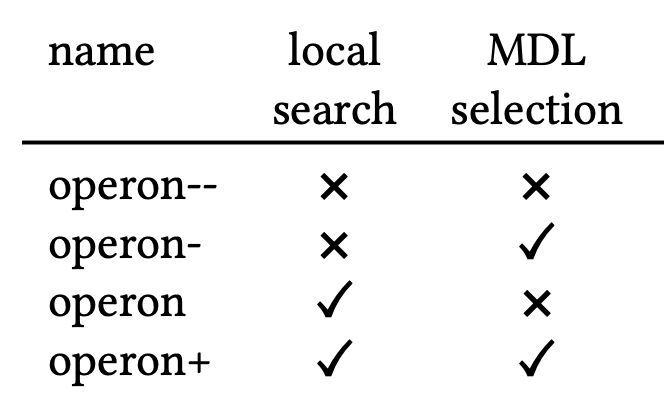 name local MDL
search selection
operon-- × ×
operon- × ✓
operon ✓ ×
operon+ ✓ ✓